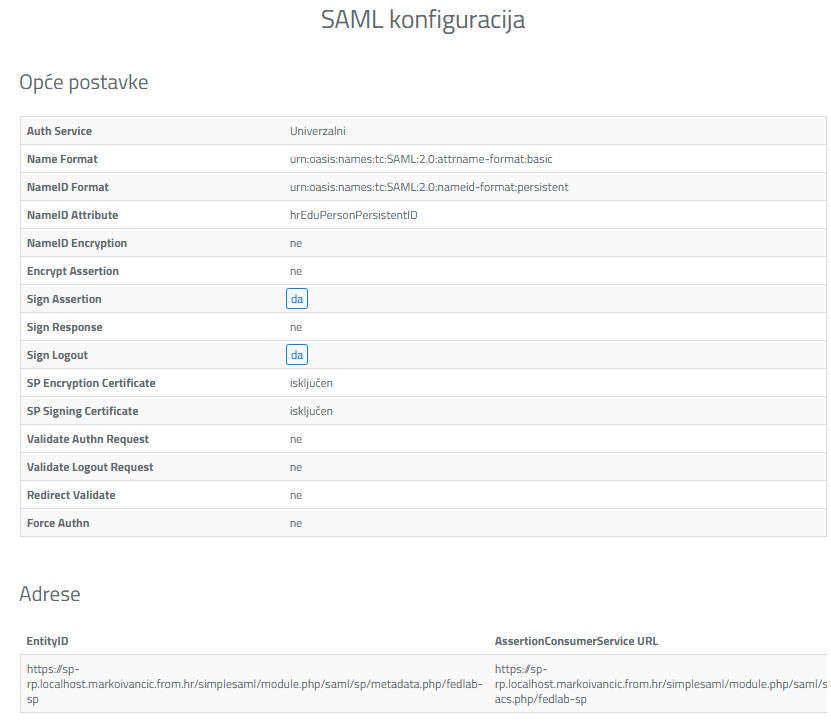 SAML konfiguracija
Opće postavke
Auth Service Univerzalni
Name Format urn:oasis:names:tc:SAML:2.0:attrname-format:basic
NameID Format urn:oasis:names:tc:SAML:2.0:nameid-format:persistent
NameID Attribute hrEduPersonPersistentID
NameID Encryption ne
Encrypt Assertion ne
Sign Assertion da
Sign Response ne
Sign Logout da
SP Encryption Certificate isključen
SP Signing Certificate isključen
Validate Authn Request ne
Validate Logout Request ne
Redirect Validate ne
Force Authn ne
Adrese
EntityID AssertionConsumerService URL
https://sp- https://sp-
rp.localhost.markoivancic.from.hr/simplesaml/module.php/saml/sp/metadata.php/fedlab- rp.localhost.markoivancic.from.hr/simplesaml/module.php/saml/s
sp acs.php/fedlab-sp